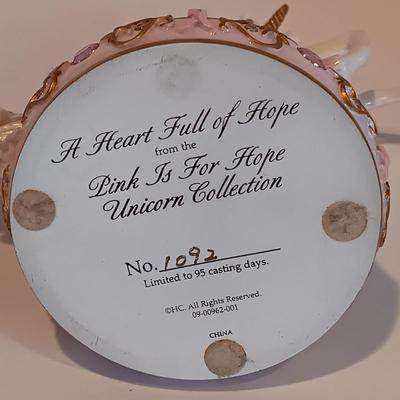 A Heart Full of Hope
from the
Pink Is For Hope
Unicorn Collection
No. 1092
Limited to 95 casting days.
©HC. All Rights Reserved.
09-00962-001
CHINA